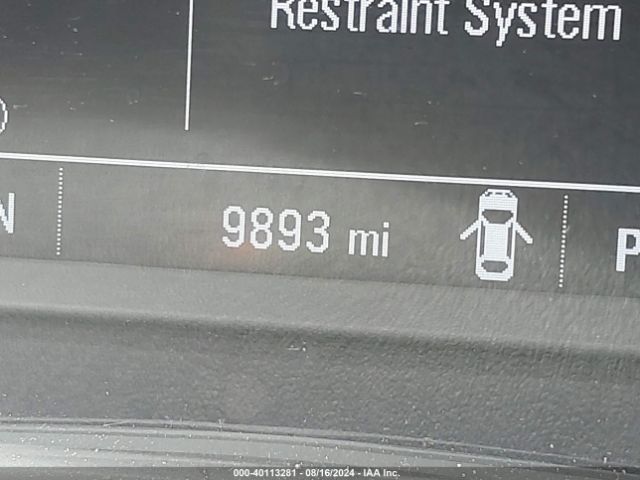 Restraint System
N
9893 mi
P
000-40113281 - 08/16/2024 - IAA Inc.